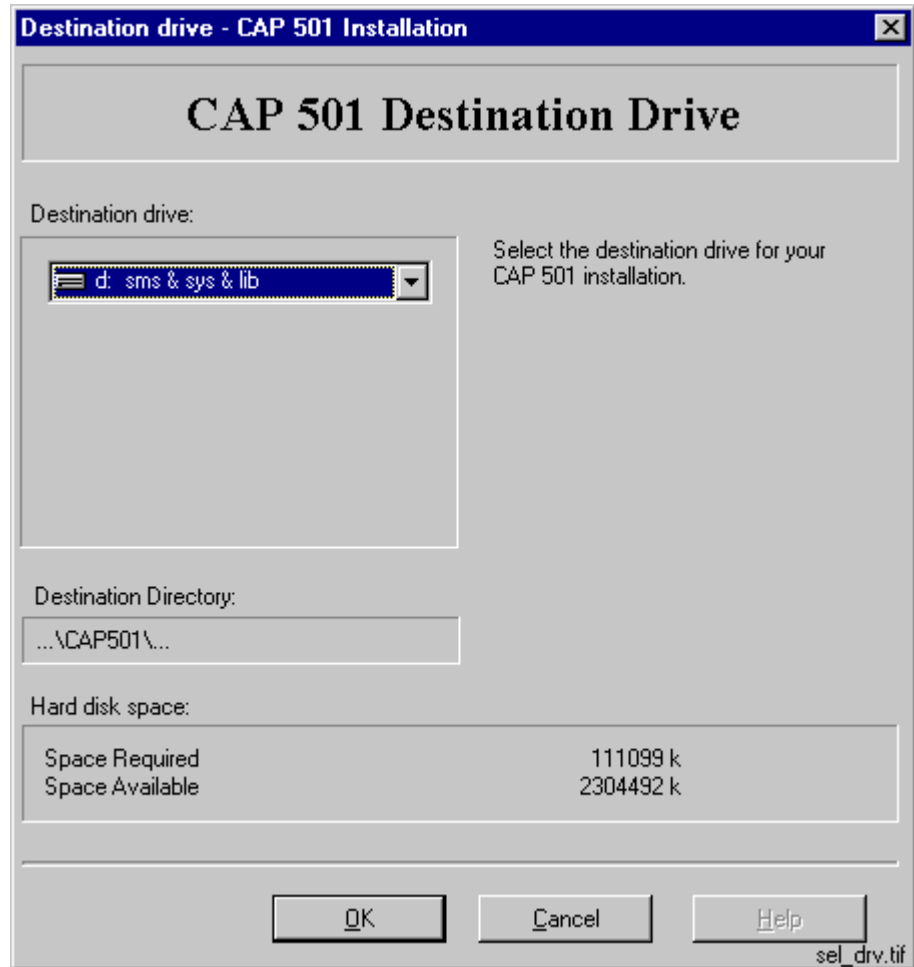 Destination drive - CAP 501 Installation
CAP 501 Destination Drive
Destination drive:
d: sms & sys & lib
Select the destination drive for your
CAP 501 installation.
Destination Directory:
...\CAP501\...
Hard disk space:
Space Required 111099 k
Space Available 2304492 k
OK Cancel Help
sel_drv.tif